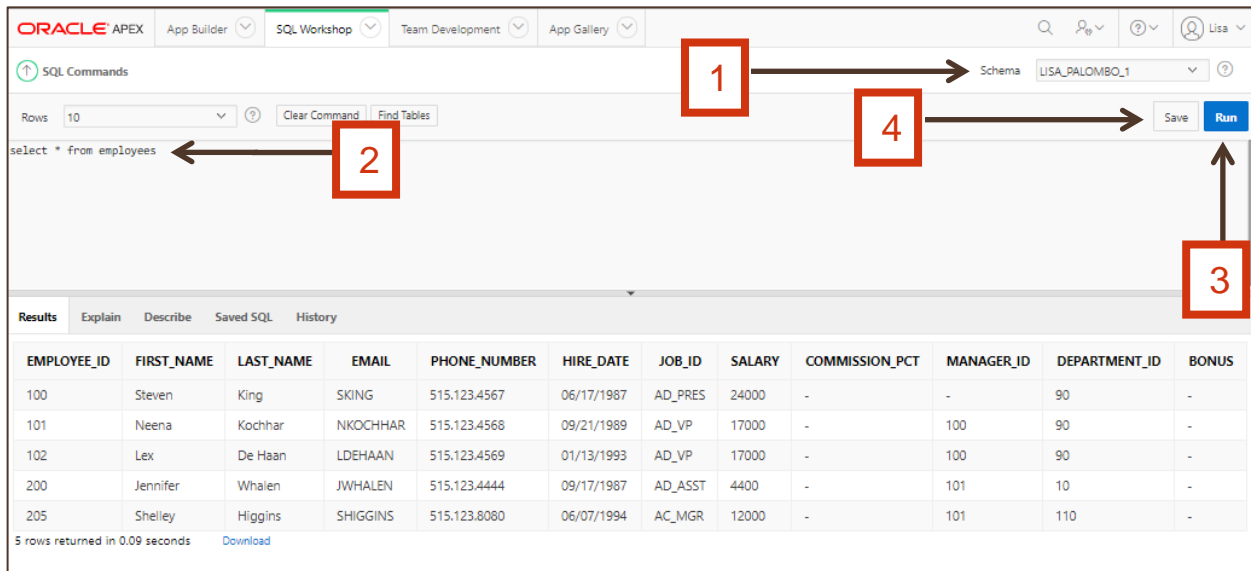 ORACLE APEX App Builder SQL Workshop Team Development App Gallery Lisa
SQL Commands 1 Schema LISA_PALOMBO_1
Rows 10 Clear Command Find Tables 4 Save Run
select * from employees 2
3
Results Explain Describe Saved SQL History
EMPLOYEE_ID FIRST_NAME LAST_NAME EMAIL PHONE_NUMBER HIRE_DATE JOB_ID SALARY COMMISSION_PCT MANAGER_ID DEPARTMENT_ID BONUS
100 Steven King SKING 515.123.4567 06/17/1987 AD_PRES 24000 - - 90 -
101 Neena Kochhar NKOCHHAR 515.123.4568 09/21/1989 AD_VP 17000 - 100 90 -
102 Lex De Haan LDEHAAN 515.123.4569 01/13/1993 AD_VP 17000 - 100 90 -
200 Jennifer Whalen JWHALEN 515.123.4444 09/17/1987 AD_ASST 4400 - 101 10 -
205 Shelley Higgins SHIGGINS 515.123.8080 06/07/1994 AC_MGR 12000 - 101 110 -
5 rows returned in 0.09 seconds Download